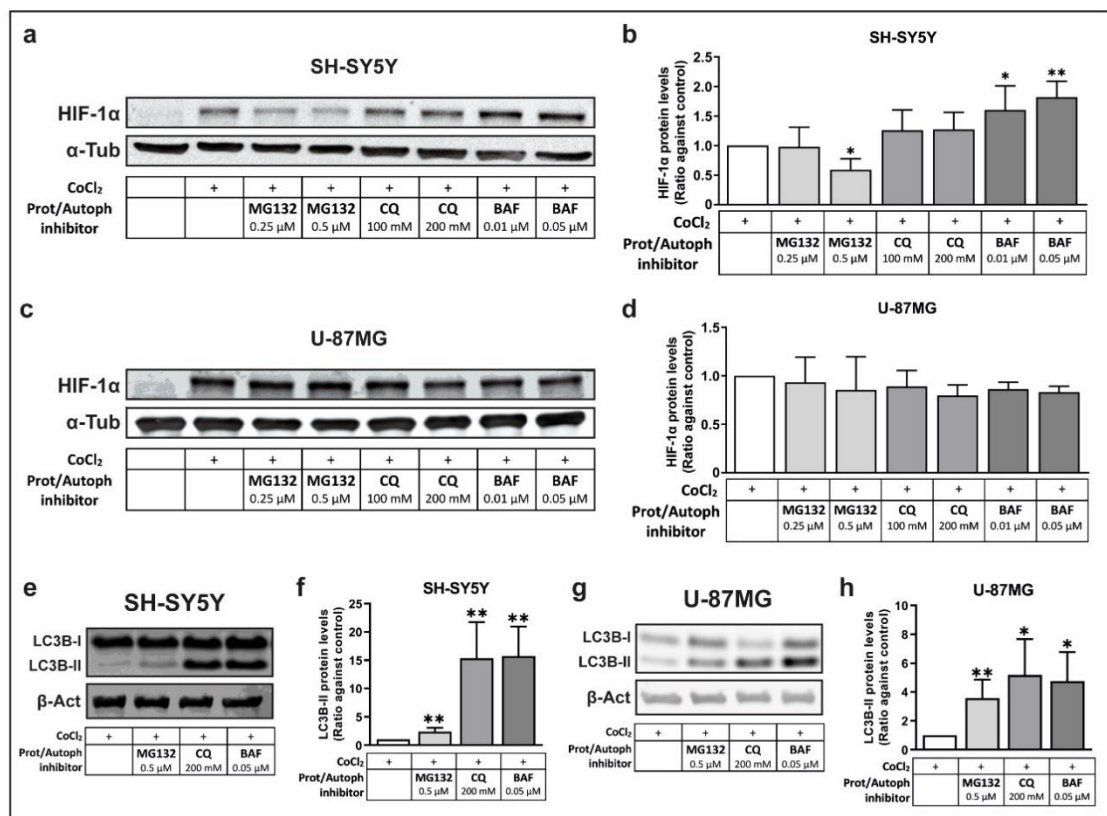 a
SH-SY5Y
HIF-1α
α-Tub
CoCl₂ + + + + + + +
Prot/Autoph inhibitor MG132 MG132 CQ CQ BAF BAF
0.25 µM 0.5 µM 100 mM 200 mM 0.01 µM 0.05 µM
b
SH-SY5Y
HIF-1α protein levels
(Ratio against control)
2.5
2.0
1.5
1.0
0.5
0.0
* * **
CoCl₂ + + + + + + +
Prot/Autoph inhibitor MG132 MG132 CQ CQ BAF BAF
0.25 µM 0.5 µM 100 mM 200 mM 0.01 µM 0.05 µM
c
U-87MG
HIF-1α
α-Tub
CoCl₂ + + + + + + +
Prot/Autoph inhibitor MG132 MG132 CQ CQ BAF BAF
0.25 µM 0.5 µM 100 mM 200 mM 0.01 µM 0.05 µM
d
U-87MG
HIF-1α protein levels
(Ratio against control)
1.5
1.0
0.5
0.0
CoCl₂ + + + + + + +
Prot/Autoph inhibitor MG132 MG132 CQ CQ BAF BAF
0.25 µM 0.5 µM 100 mM 200 mM 0.01 µM 0.05 µM
e
SH-SY5Y
LC3B-I
LC3B-II
β-Act
CoCl₂ + + + +
Prot/Autoph inhibitor MG132 CQ BAF
0.5 µM 200 mM 0.05 µM
f
SH-SY5Y
LC3B-II protein levels
(Ratio against control)
25
20
15
10
5
0
** ** **
CoCl₂ + + + +
Prot/Autoph inhibitor MG132 CQ BAF
0.5 µM 200 mM 0.05 µM
g
U-87MG
LC3B-I
LC3B-II
β-Act
CoCl₂ + + + +
Prot/Autoph inhibitor MG132 CQ BAF
0.5 µM 200 mM 0.05 µM
h
U-87MG
LC3B-II protein levels
(Ratio against control)
10
8
6
4
2
0
** * *
CoCl₂ + + + +
Prot/Autoph inhibitor MG132 CQ BAF
0.5 µM 200 mM 0.05 µM